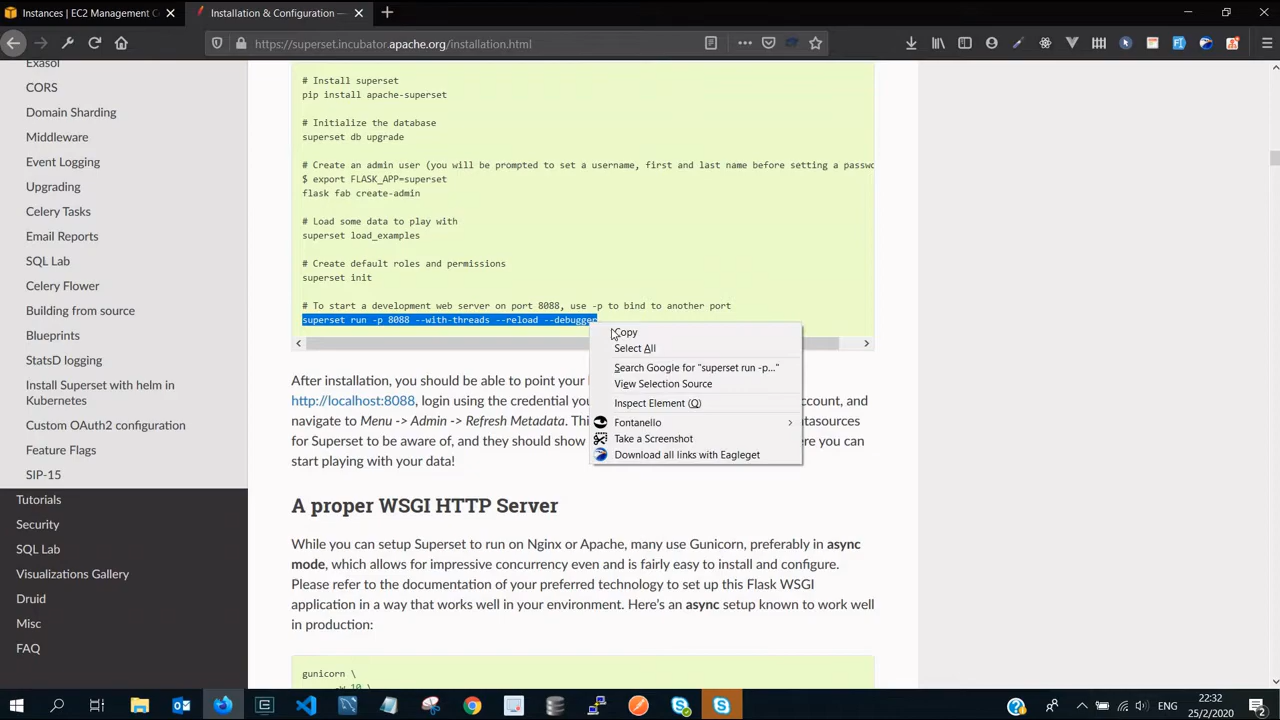 Instances | EC2 Management Co
Installation & Configuration —
https://superset.incubator.apache.org/installation.html
Exasol
CORS
Domain Sharding
Middleware
Event Logging
Upgrading
Celery Tasks
Email Reports
SQL Lab
Celery Flower
Building from source
Blueprints
StatsD logging
Install Superset with helm in
Kubernetes
Custom OAuth2 configuration
Feature Flags
SIP-15
Tutorials
Security
SQL Lab
Visualizations Gallery
Druid
Misc
FAQ
# Install superset
pip install apache-superset
# Initialize the database
superset db upgrade
# Create an admin user (you will be prompted to set a username, first and last name before setting a passwo
$ export FLASK_APP=superset
flask fab create-admin
# Load some data to play with
superset load_examples
# Create default roles and permissions
superset init
# To start a development web server on port 8088, use -p to bind to another port
superset run -p 8088 --with-threads --reload --debugger
Copy
Select All
Search Google for "superset run -p..."
View Selection Source
Inspect Element (Q)
Fontanello
Take a Screenshot
Download all links with Eagleget
After installation, you should be able to point your
http://localhost:8088, login using the credential you ount, and
navigate to Menu -> Admin -> Refresh Metadata. Thi tasources
for Superset to be aware of, and they should show ere you can
start playing with your data!
A proper WSGI HTTP Server
While you can setup Superset to run on Nginx or Apache, many use Gunicorn, preferably in async
mode, which allows for impressive concurrency even and is fairly easy to install and configure.
Please refer to the documentation of your preferred technology to set up this Flask WSGI
application in a way that works well in your environment. Here's an async setup known to work well
in production:
gunicorn \
-w 10 \
ENG
22:32
25/2/2020